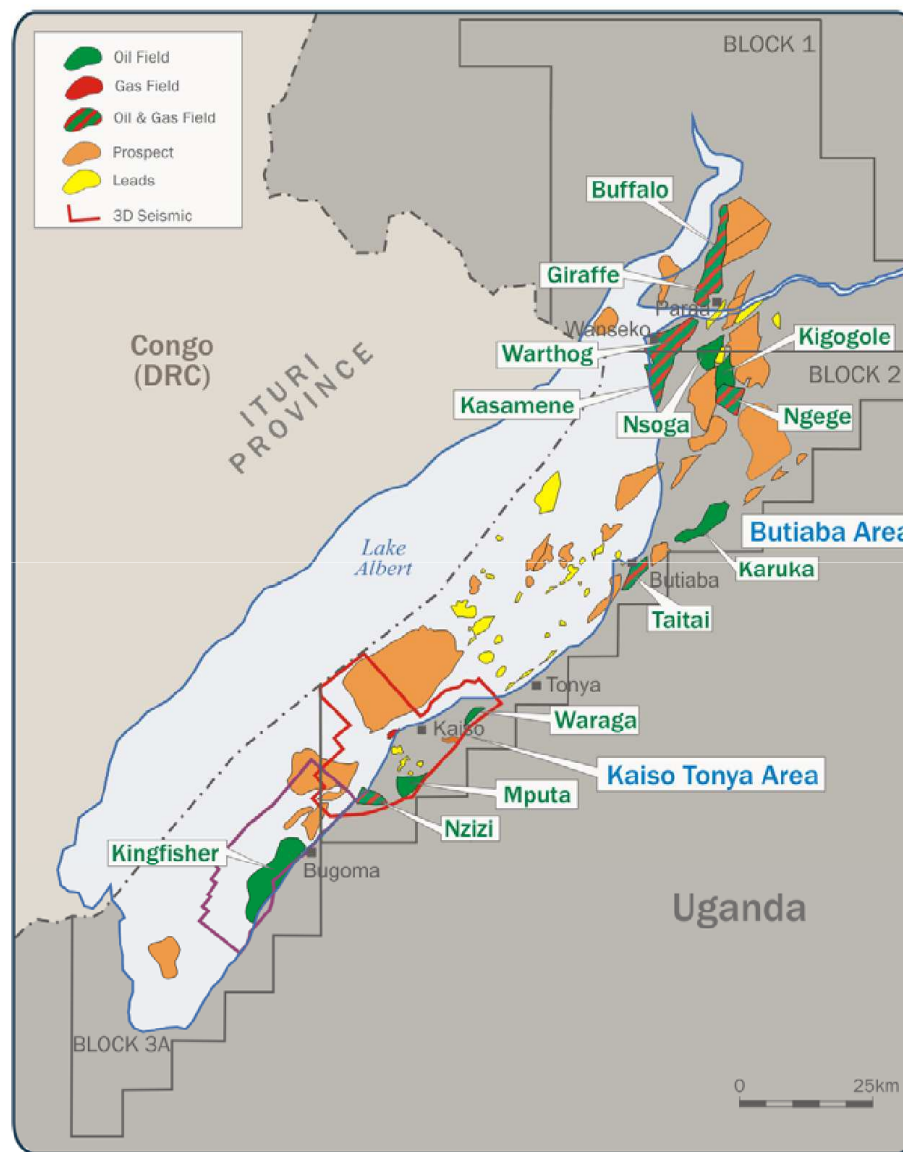 Oil Field
Gas Field
Oil & Gas Field
Prospect
Leads
3D Seismic
BLOCK 1
Buffalo
Giraffe
Paraa
Wanseko
Warthog
Kigogole
Congo
(DRC)
ITURI
PROVINCE
BLOCK 2
Kasamene
Nsoga
Ngege
Butiaba Area
Lake
Albert
Karuka
Butiaba
Taitai
Tonya
Waraga
Kaiso
Kaiso Tonya Area
Mputa
Nzizi
Kingfisher
Bugoma
Uganda
BLOCK 3A
0 25km